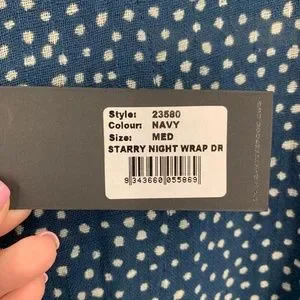 Style: 23580
Colour: NAVY
Size: MED
STARRY NIGHT WRAP DR
9 343660 055869